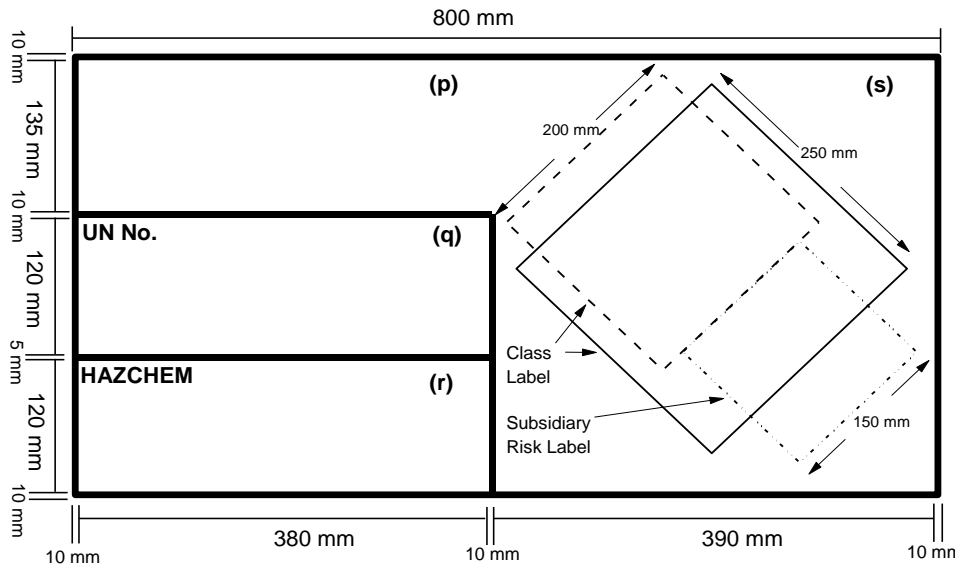 800 mm
10 mm
(p)
(s)
135 mm
200 mm
250 mm
10 mm
UN No.
(q)
120 mm
5 mm
Class
Label
HAZCHEM
(r)
120 mm
Subsidiary
Risk Label
150 mm
10 mm
380 mm
390 mm
10 mm
10 mm
10 mm